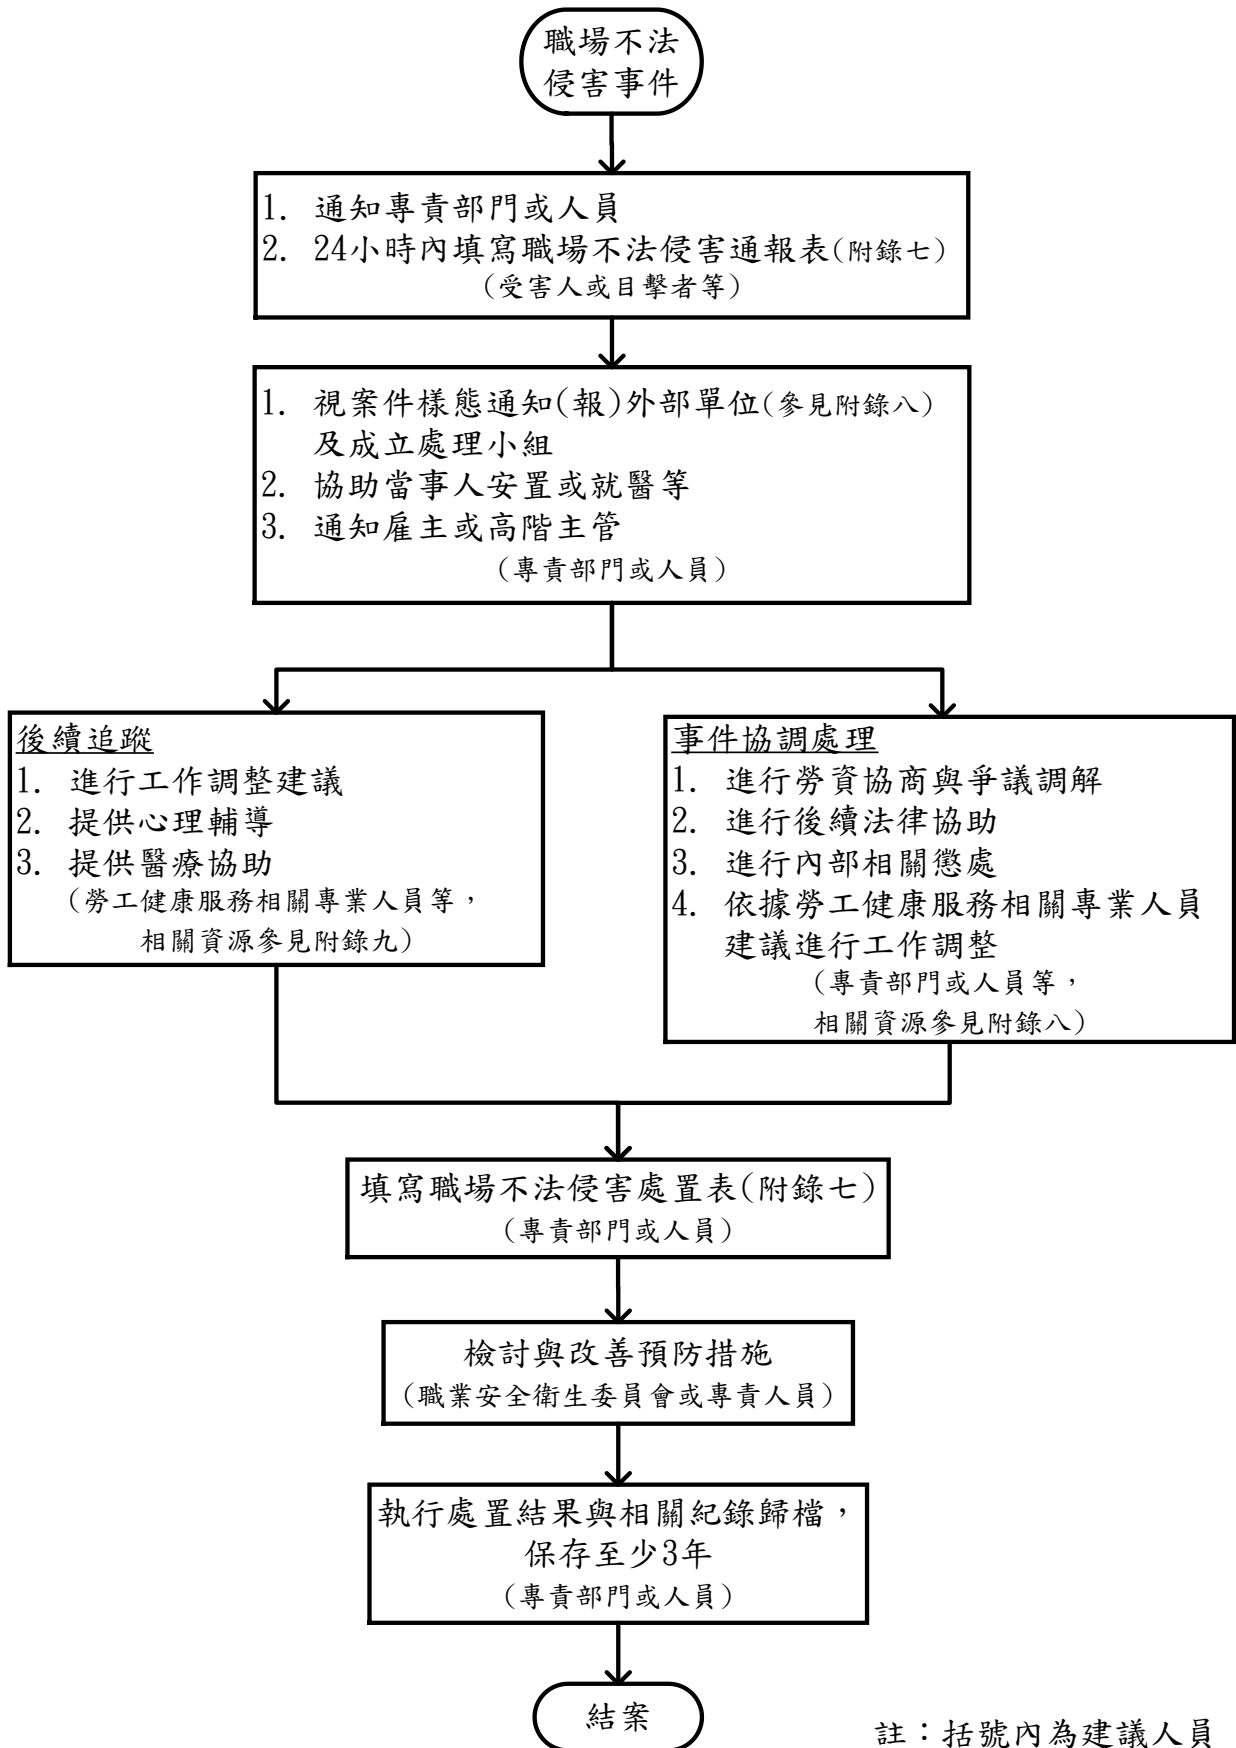 職場不法
侵害事件
1. 通知專責部門或人員
2. 24小時內填寫職場不法侵害通報表(附錄七)
(受害人或目擊者等)
1. 視案件樣態通知(報)外部單位(參見附錄八)
及成立處理小組
2. 協助當事人安置或就醫等
3. 通知雇主或高階主管
(專責部門或人員)
後續追蹤
1. 進行工作調整建議
2. 提供心理輔導
3. 提供醫療協助
(勞工健康服務相關專業人員等，
相關資源參見附錄九)
事件協調處理
1. 進行勞資協商與爭議調解
2. 進行後續法律協助
3. 進行內部相關懲處
4. 依據勞工健康服務相關專業人員
建議進行工作調整
(專責部門或人員等，
相關資源參見附錄八)
填寫職場不法侵害處置表(附錄七)
(專責部門或人員)
檢討與改善預防措施
(職業安全衛生委員會或專責人員)
執行處置結果與相關紀錄歸檔，
保存至少3年
(專責部門或人員)
結案
註：括號內為建議人員